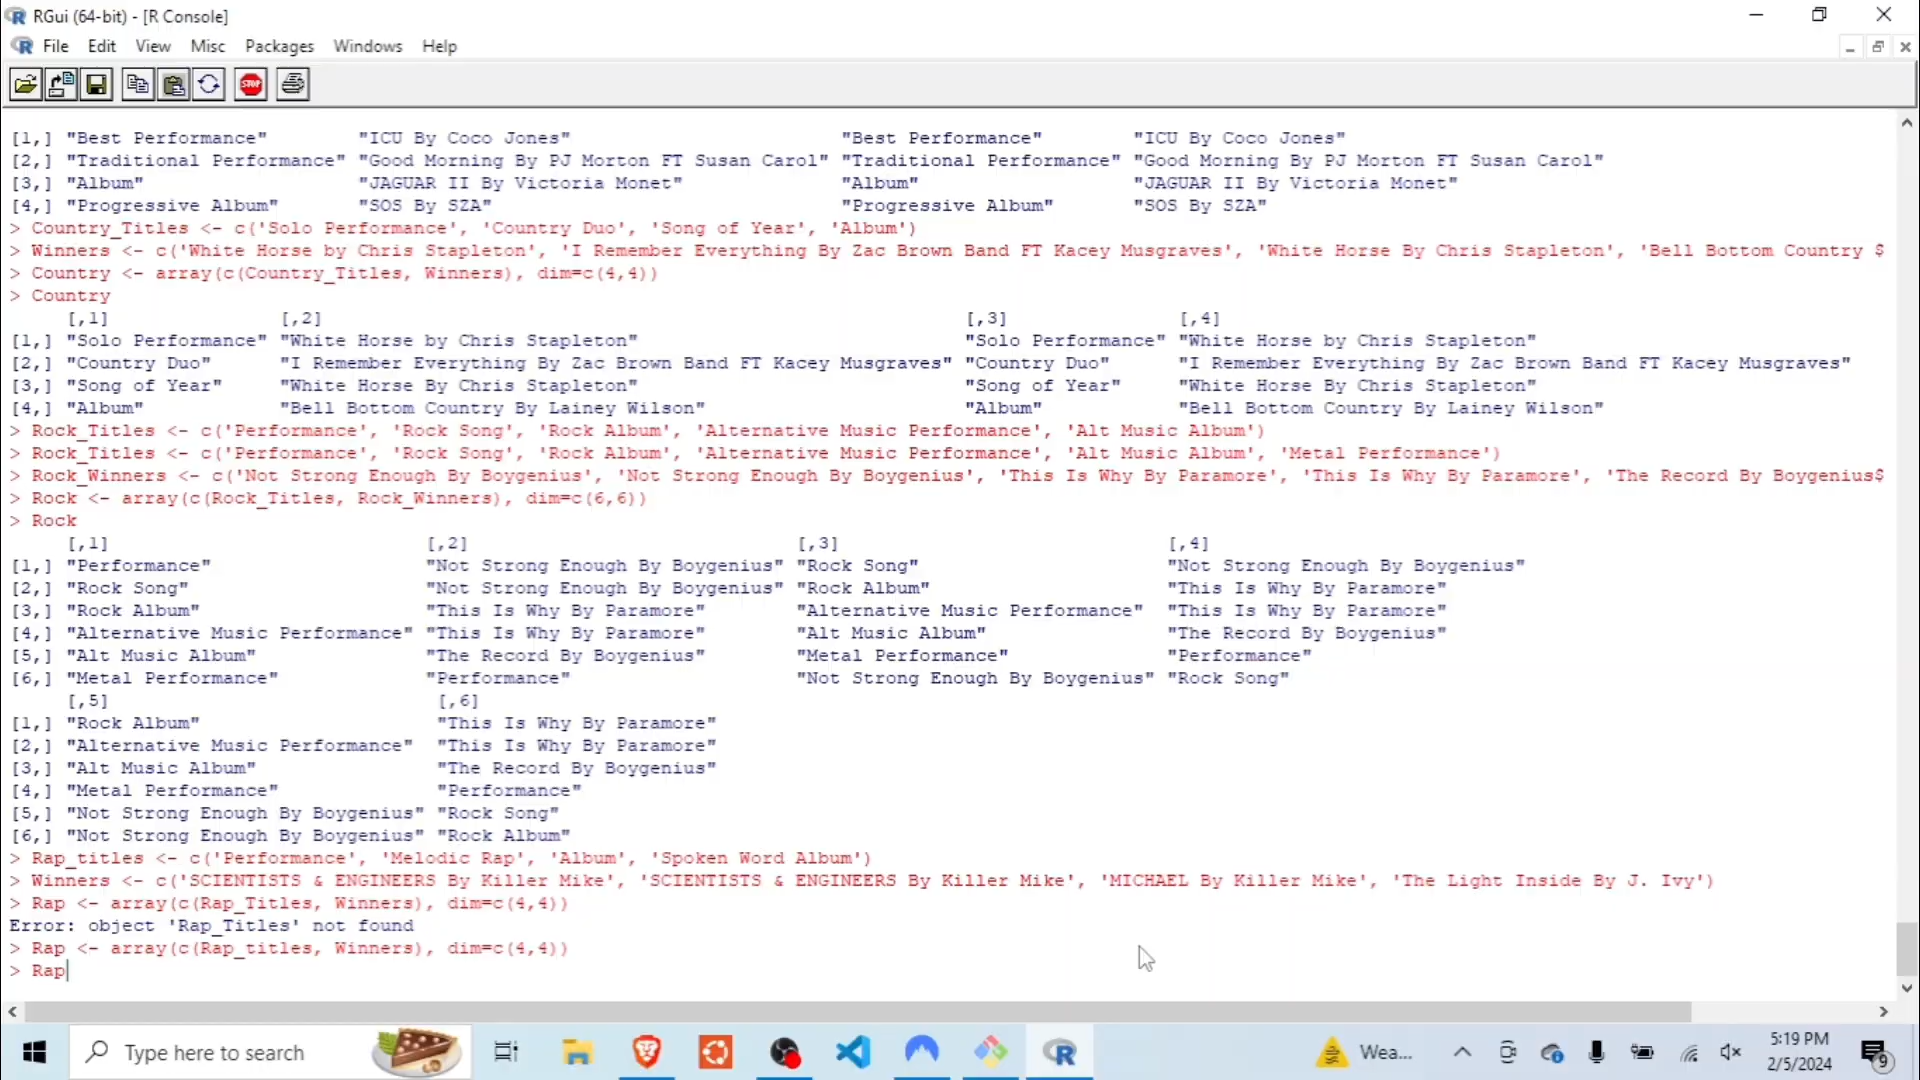 RGui (64-bit) - [R Console]
File Edit View Misc Packages Windows Help
STOP
[1,] "Best Performance" "ICU By Coco Jones" "Best Performance" "ICU By Coco Jones"
[2,] "Traditional Performance" "Good Morning By PJ Morton FT Susan Carol" "Traditional Performance" "Good Morning By PJ Morton FT Susan Carol"
[3,] "Album" "JAGUAR II By Victoria Monet" "Album" "JAGUAR II By Victoria Monet"
[4,] "Progressive Album" "SOS By SZA" "Progressive Album" "SOS By SZA"
> Country_Titles <- c('Solo Performance', 'Country Duo', 'Song of Year', 'Album')
> Winners <- c('White Horse by Chris Stapleton', 'I Remember Everything By Zac Brown Band FT Kacey Musgraves', 'White Horse By Chris Stapleton', 'Bell Bottom Country $
> Country <- array(c(Country_Titles, Winners), dim=c(4,4))
> Country
[,1] [,2] [,3] [,4]
[1,] "Solo Performance" "White Horse by Chris Stapleton" "Solo Performance" "White Horse by Chris Stapleton"
[2,] "Country Duo" "I Remember Everything By Zac Brown Band FT Kacey Musgraves" "Country Duo" "I Remember Everything By Zac Brown Band FT Kacey Musgraves"
[3,] "Song of Year" "White Horse By Chris Stapleton" "Song of Year" "White Horse By Chris Stapleton"
[4,] "Album" "Bell Bottom Country By Lainey Wilson" "Album" "Bell Bottom Country By Lainey Wilson"
> Rock_Titles <- c('Performance', 'Rock Song', 'Rock Album', 'Alternative Music Performance', 'Alt Music Album')
> Rock_Titles <- c('Performance', 'Rock Song', 'Rock Album', 'Alternative Music Performance', 'Alt Music Album', 'Metal Performance')
> Rock_Winners <- c('Not Strong Enough By Boygenius', 'Not Strong Enough By Boygenius', 'This Is Why By Paramore', 'This Is Why By Paramore', 'The Record By Boygenius$
> Rock <- array(c(Rock_Titles, Rock_Winners), dim=c(6,6))
> Rock
[,1] [,2] [,3] [,4]
[1,] "Performance" "Not Strong Enough By Boygenius" "Rock Song" "Not Strong Enough By Boygenius"
[2,] "Rock Song" "Not Strong Enough By Boygenius" "Rock Album" "This Is Why By Paramore"
[3,] "Rock Album" "This Is Why By Paramore" "Alternative Music Performance" "This Is Why By Paramore"
[4,] "Alternative Music Performance" "This Is Why By Paramore" "Alt Music Album" "The Record By Boygenius"
[5,] "Alt Music Album" "The Record By Boygenius" "Metal Performance" "Performance"
[6,] "Metal Performance" "Performance" "Not Strong Enough By Boygenius" "Rock Song"
[,5] [,6]
[1,] "Rock Album" "This Is Why By Paramore"
[2,] "Alternative Music Performance" "This Is Why By Paramore"
[3,] "Alt Music Album" "The Record By Boygenius"
[4,] "Metal Performance" "Performance"
[5,] "Not Strong Enough By Boygenius" "Rock Song"
[6,] "Not Strong Enough By Boygenius" "Rock Album"
> Rap_titles <- c('Performance', 'Melodic Rap', 'Album', 'Spoken Word Album')
> Winners <- c('SCIENTISTS & ENGINEERS By Killer Mike', 'SCIENTISTS & ENGINEERS By Killer Mike', 'MICHAEL By Killer Mike', 'The Light Inside By J. Ivy')
> Rap <- array(c(Rap_Titles, Winners), dim=c(4,4))
Error: object 'Rap_Titles' not found
> Rap <- array(c(Rap_titles, Winners), dim=c(4,4))
> Rap
Type here to search
Wea...
5:19 PM
2/5/2024
9